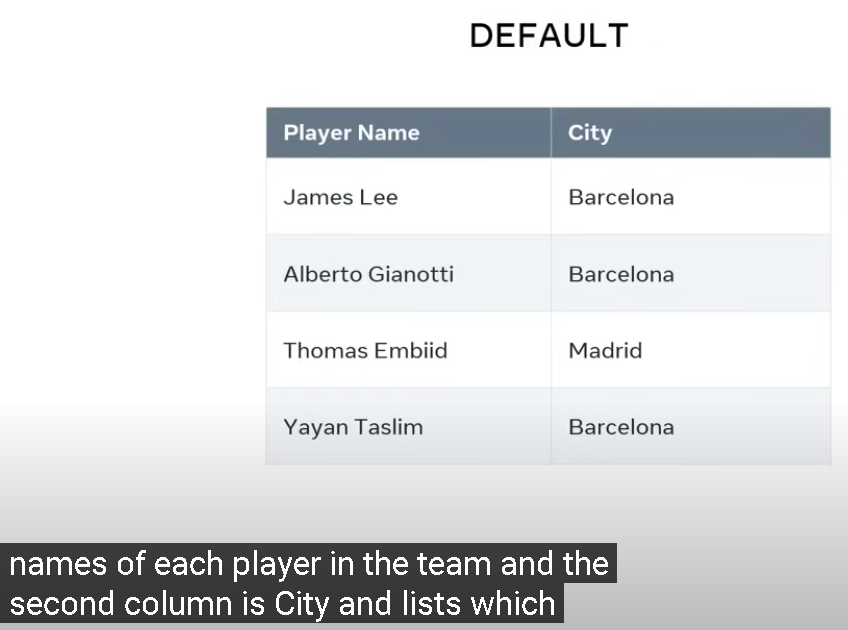 DEFAULT
Player Name City
James Lee Barcelona
Alberto Gianotti Barcelona
Thomas Embiid Madrid
Yayan Taslim Barcelona
names of each player in the team and the
second column is City and lists which